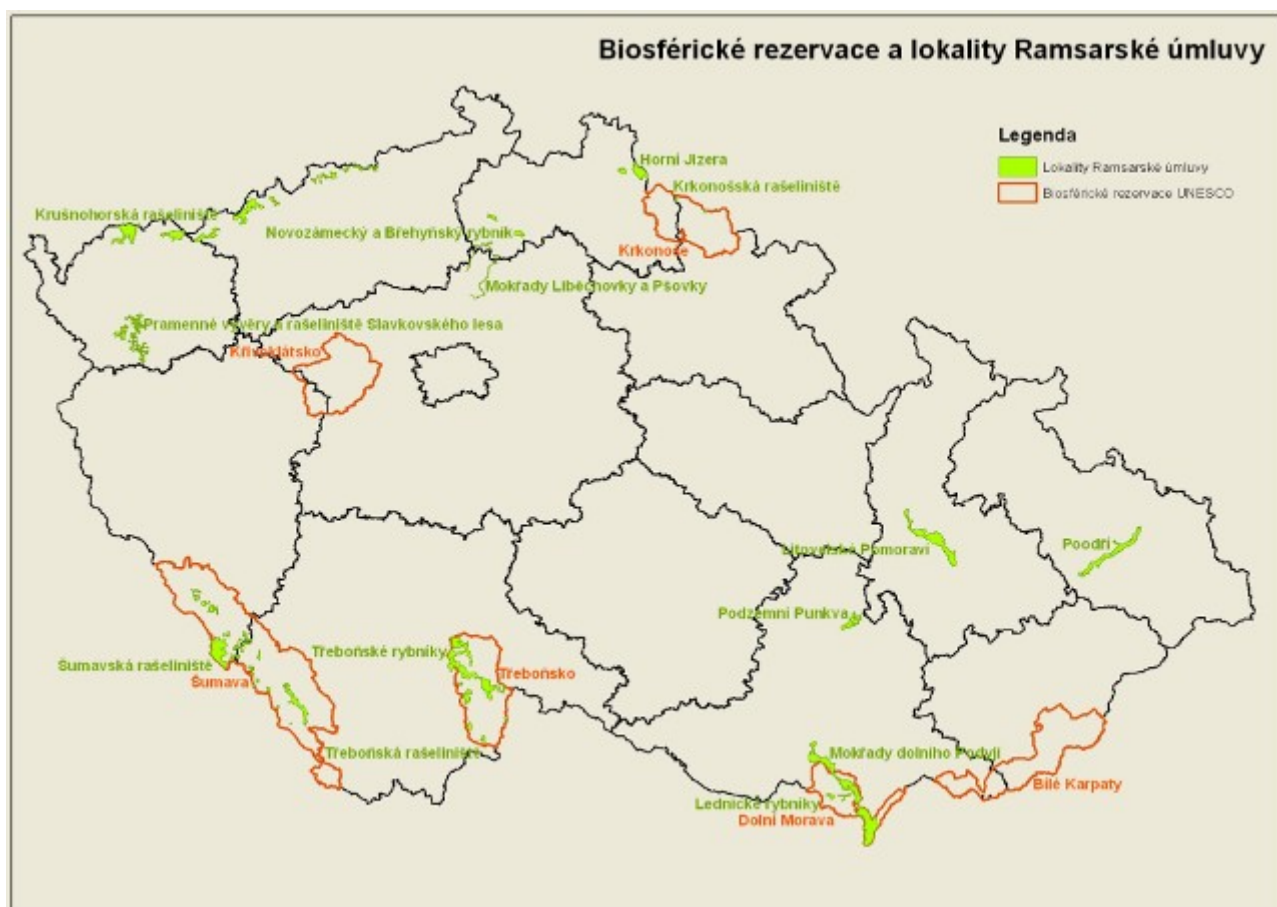 Biosférické rezervace a lokality Ramsarské úmluvy
Legenda
Lokality Ramsarské úmluvy
Biosférické rezervace UNESCO
Horní Jizera
Krkonošská rašeliniště
Krušnohorská rašeliniště
Novozámecký a Břehyňský rybník
Krkonoše
Mokřady Liběchovky a Pšovky
Pramenné vývěry a rašeliniště Slavkovského lesa
Křivoklátsko
Litovelské Pomoraví
Poodří
Podzemní Punkva
Třeboňské rybníky
Šumavská rašeliniště
Třeboňsko
Šumava
Třeboňská rašeliniště
Mokřady dolního Podyjí
Bílé Karpaty
Lednické rybníky
Dolní Morava